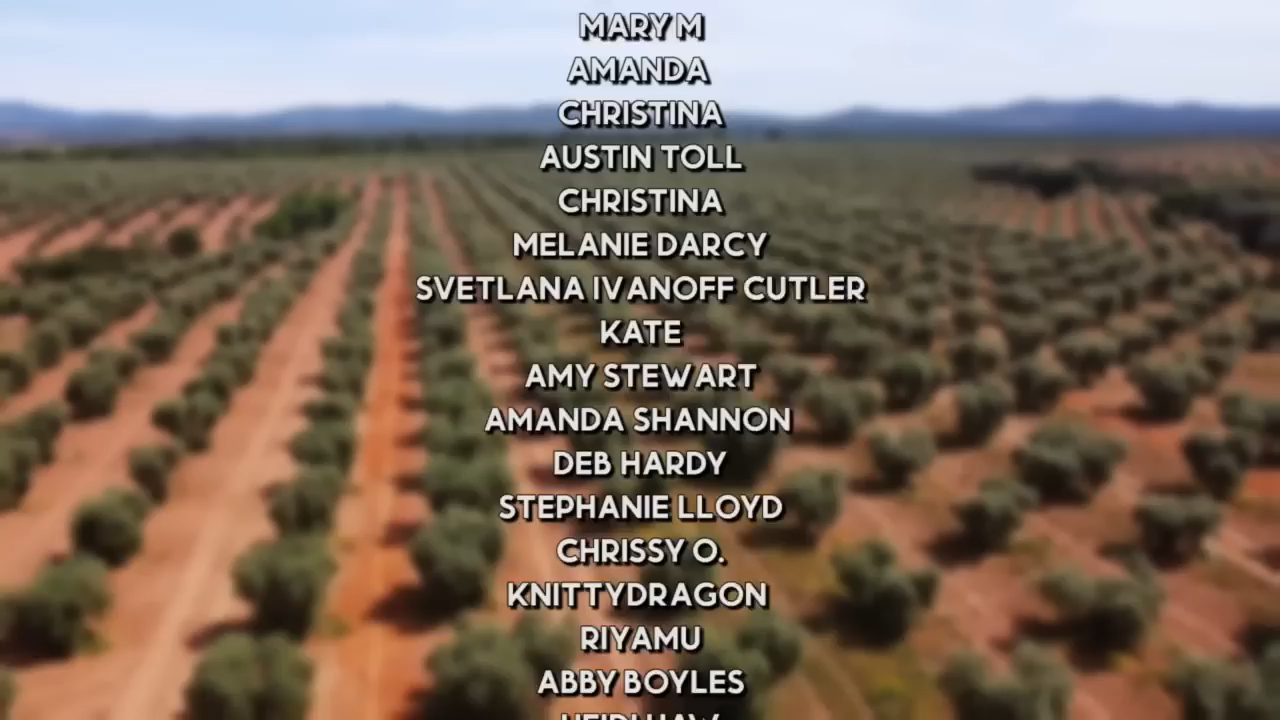 MARY M
AMANDA
CHRISTINA
AUSTIN TOLL
CHRISTINA
MELANIE DARCY
SVETLANA IVANOFF CUTLER
KATE
AMY STEWART
AMANDA SHANNON
DEB HARDY
STEPHANIE LLOYD
CHRISSY O.
KNITTYDRAGON
RIYAMU
ABBY BOYLES